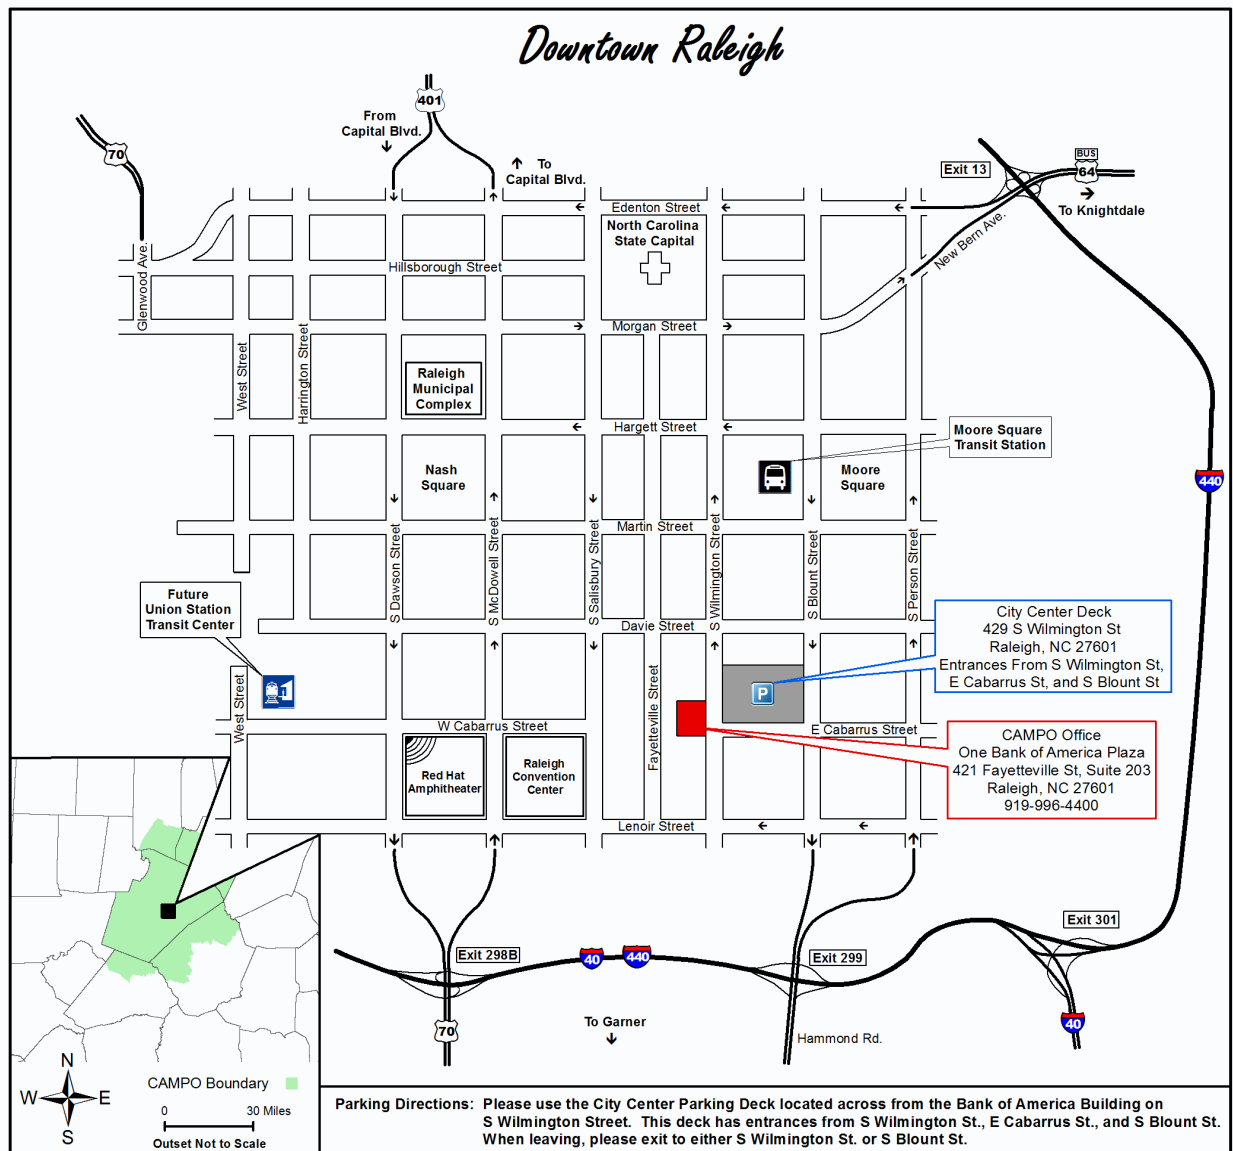 Downtown Raleigh
401
From
Capital Blvd.
To
Capital Blvd.
70
Exit 13
BUS
64
To Knightdale
Edenton Street
North Carolina
State Capital
New Bern Ave.
Glenwood Ave.
Hillsborough Street
Morgan Street
West Street
Harrington Street
Raleigh
Municipal
Complex
Hargett Street
Moore Square
Transit Station
Nash
Square
Moore
Square
440
Martin Street
S Dawson Street
S McDowell Street
S Salisbury Street
S Wilmington Street
S Blount Street
S Person Street
Future
Union Station
Transit Center
Davie Street
City Center Deck
429 S Wilmington St
Raleigh, NC 27601
Entrances From S Wilmington St,
E Cabarrus St, and S Blount St
West Street
Fayetteville Street
P
W Cabarrus Street
E Cabarrus Street
CAMPO Office
One Bank of America Plaza
421 Fayetteville St, Suite 203
Raleigh, NC 27601
919-996-4400
Red Hat
Amphitheater
Raleigh
Convention
Center
Lenoir Street
Exit 298B
40
440
Exit 299
Exit 301
70
To Garner
Hammond Rd.
40
N
W
E
S
CAMPO Boundary
0
30 Miles
Outset Not to Scale
Parking Directions: Please use the City Center Parking Deck located across from the Bank of America Building on
S Wilmington Street. This deck has entrances from S Wilmington St., E Cabarrus St., and S Blount St.
When leaving, please exit to either S Wilmington St. or S Blount St.